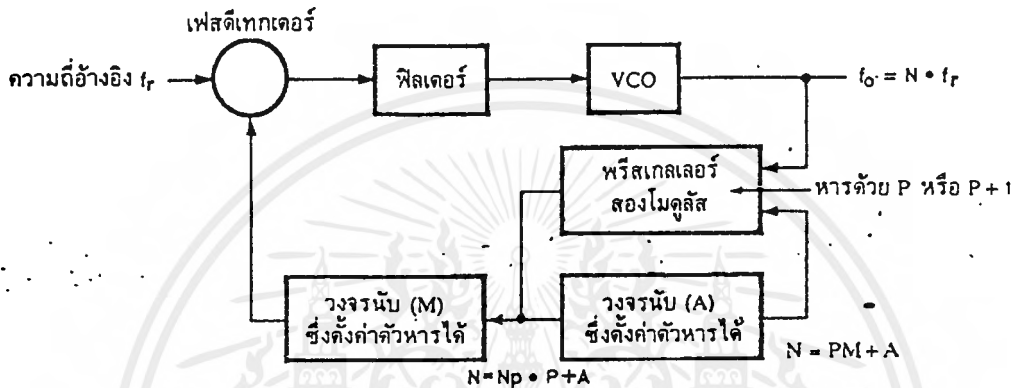 เฟสดีเทกเตอร์
ความถี่อ้างอิง fr
ฟิลเตอร์
VCO
fo = N • fr
พรีสเกลเลอร์
สองโมดูลัส
หารด้วย P หรือ P + 1
วงจรนับ (M)
ซึ่งตั้งค่าตัวหารได้
วงจรนับ (A)
ซึ่งตั้งค่าตัวหารได้
N = PM + A
N = Np • P + A